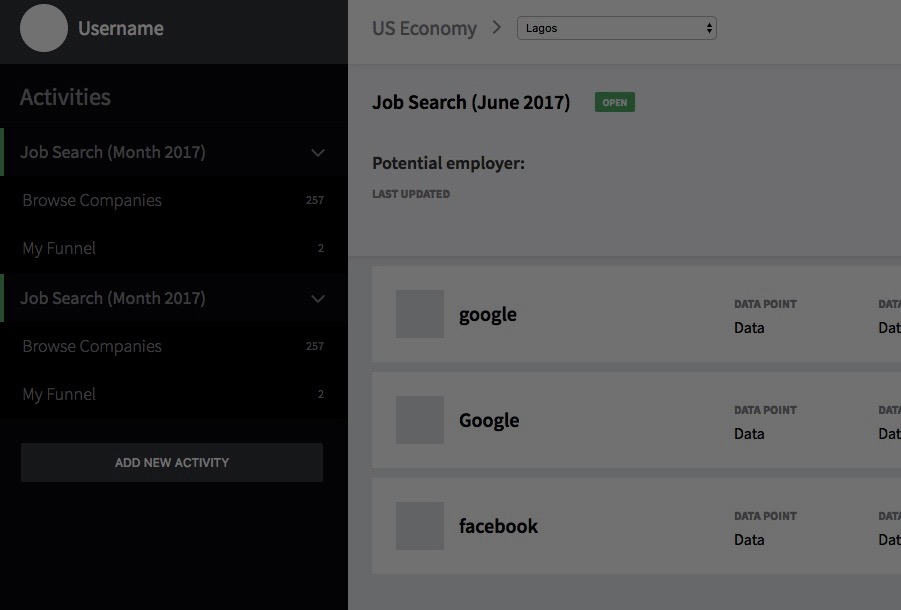 Username
Activities
Job Search (Month 2017)
Browse Companies 257
My Funnel 2
Job Search (Month 2017)
Browse Companies 257
My Funnel 2
ADD NEW ACTIVITY
US Economy > Lagos
Job Search (June 2017) OPEN
Potential employer:
LAST UPDATED
google
DATA POINT DATA
Data Dat
Google
DATA POINT DATA
Data Dat
facebook
DATA POINT DATA
Data Dat